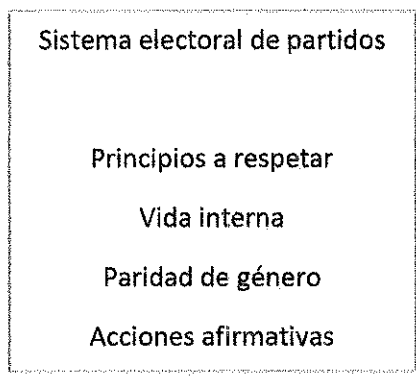 Sistema electoral de partidos
Principios a respetar
Vida interna
Paridad de género
Acciones afirmativas